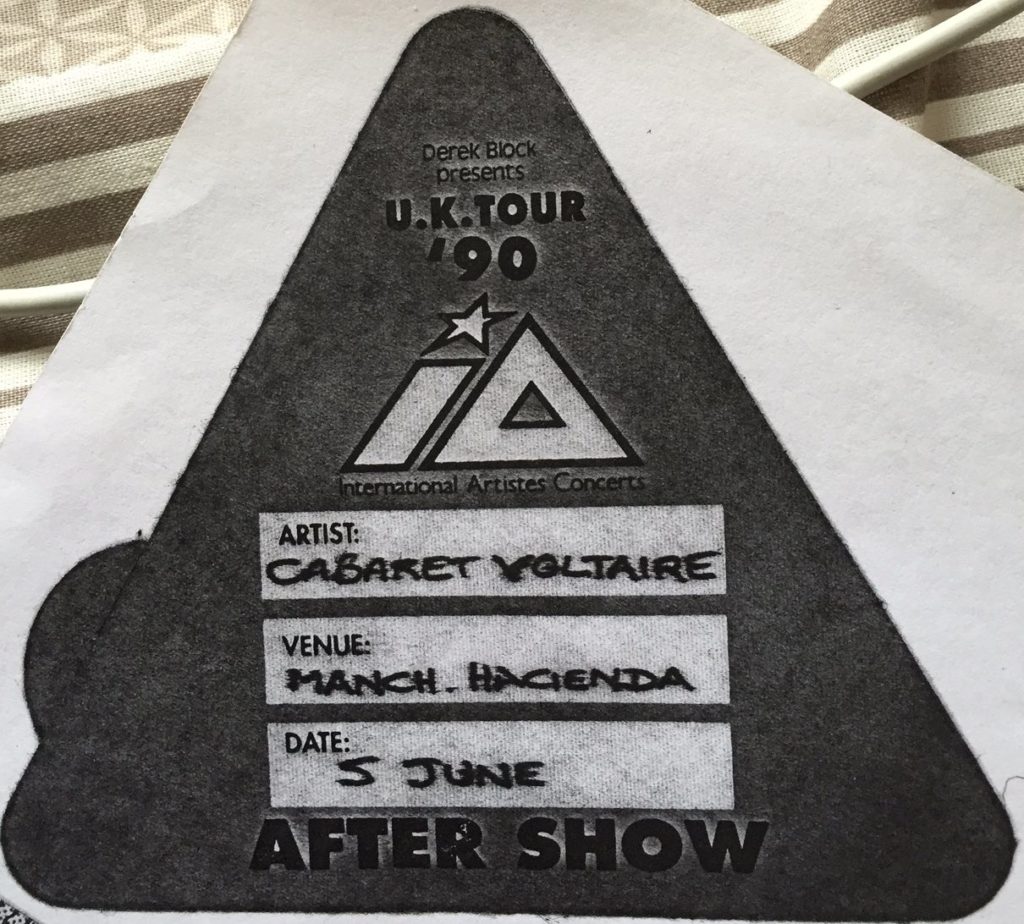 Derek Block
presents
U.K. TOUR
'90
iA
International Artistes Concerts
ARTIST:
CABARET VOLTAIRE
VENUE:
MANCH. HACIENDA
DATE:
5 JUNE
AFTER SHOW